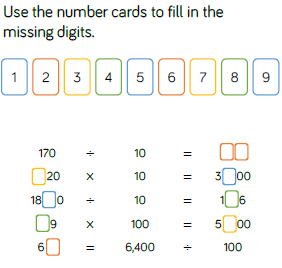 Use the number cards to fill in the
missing digits.
1 2 3 4 5 6 7 8 9
170 ÷ 10 = □□
□20 × 10 = 3□00
18□0 ÷ 10 = 1□6
□9 × 100 = 5□00
6□ = 6,400 ÷ 100